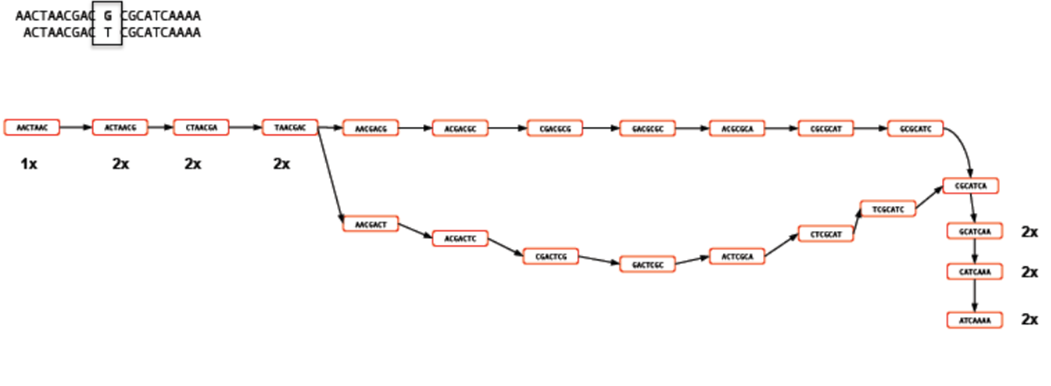 AACTAACGAC G CGCATCAAAA
ACTAACGAC T CGCATCAAAA
AACTAAC ACTAACG CTAACGA TAACGAC AACGACG ACGACGC CGACGCG GACGCGC ACGCGCA CGCGCAT GCGCATC
1x 2x 2x 2x
CGCATCA
TCGCATC
AACGACT
GCATCAA 2x
CTCGCAT
ACGACTC
CGACTCG
ACTCGCA
GACTCGC
CATCAAA 2x
ATCAAAA 2x